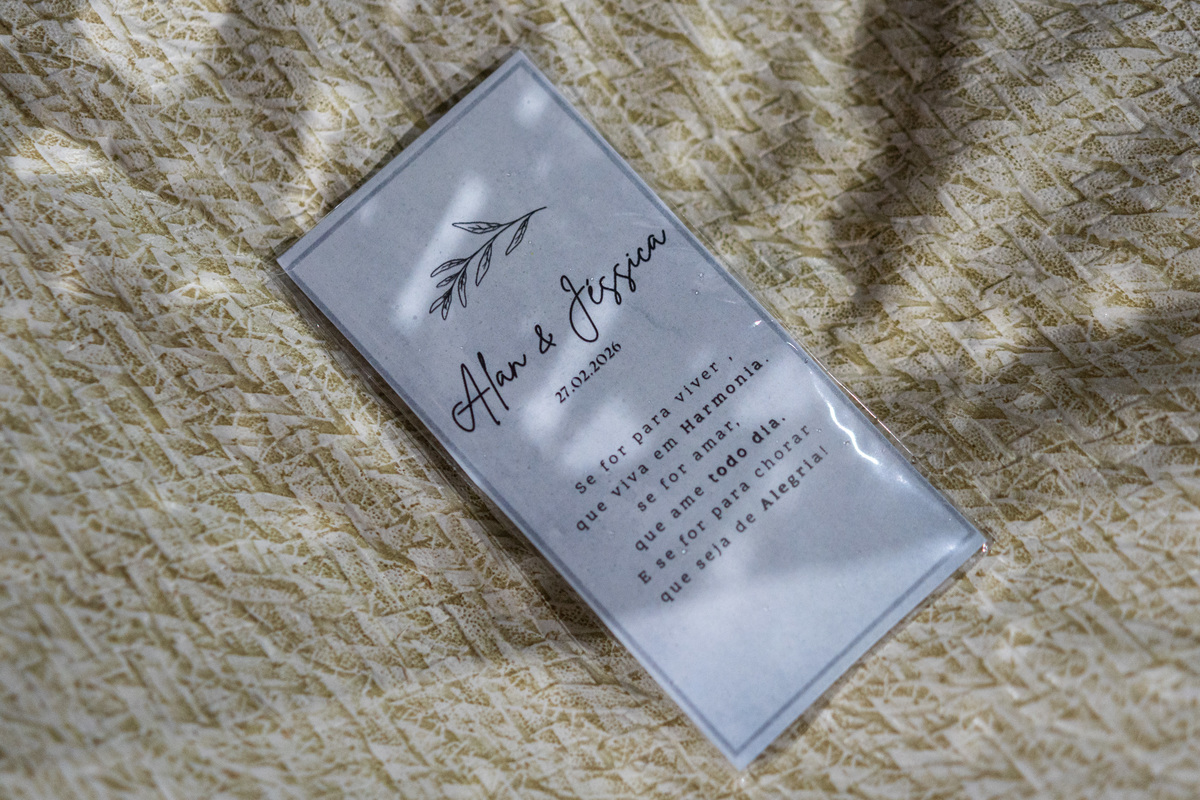 Alan & Jéssica
27.02.2026
Se for para viver ,
que viva em Harmonia.
se for amar,
que ame todo dia.
E se for para chorar
que seja de Alegria!